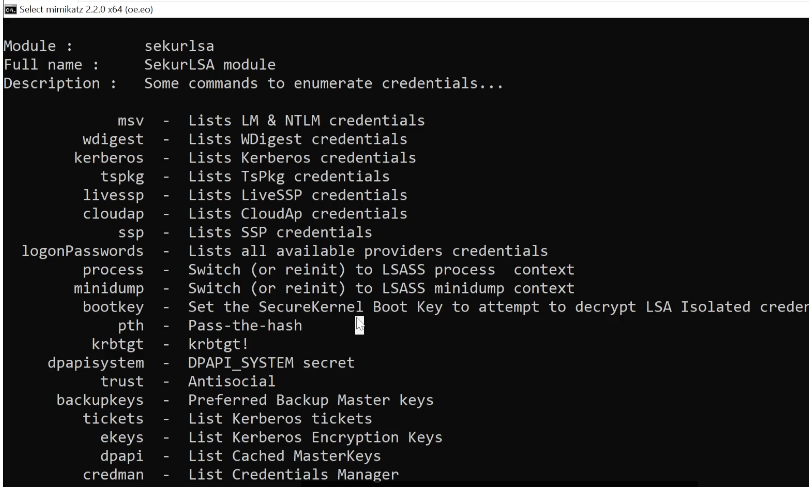 Select mimikatz 2.2.0 x64 (oe.eo)
Module : sekurlsa
Full name : SekurLSA module
Description : Some commands to enumerate credentials...
msv - Lists LM & NTLM credentials
wdigest - Lists WDigest credentials
kerberos - Lists Kerberos credentials
tspkg - Lists TsPkg credentials
livessp - Lists LiveSSP credentials
cloudap - Lists CloudAp credentials
ssp - Lists SSP credentials
logonPasswords - Lists all available providers credentials
process - Switch (or reinit) to LSASS process context
minidump - Switch (or reinit) to LSASS minidump context
bootkey - Set the SecureKernel Boot Key to attempt to decrypt LSA Isolated creden
pth - Pass-the-hash
krbtgt - krbtgt!
dpapisystem - DPAPI_SYSTEM secret
trust - Antisocial
backupkeys - Preferred Backup Master keys
tickets - List Kerberos tickets
ekeys - List Kerberos Encryption Keys
dpapi - List Cached MasterKeys
credman - List Credentials Manager